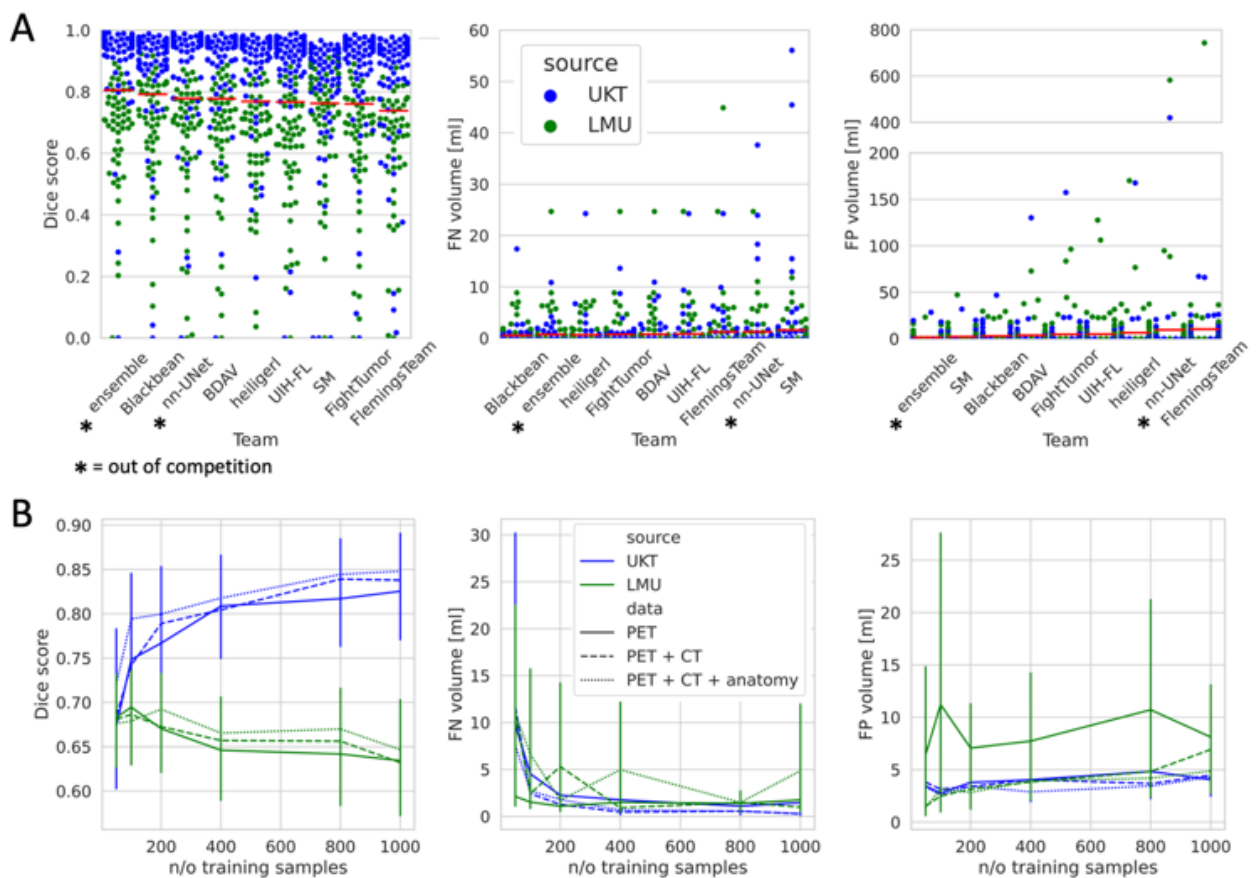 A
Dice score
1.0
0.8
0.6
0.4
0.2
0.0
ensemble
Blackbean
nn-UNet
BDAV
heiligerl
UIH-FL
SM
FightTumor
FlemingsTeam
*
*
Team
* = out of competition
FN volume [ml]
60
50
40
30
20
10
0
source
UKT
LMU
Blackbean
ensemble
heiligerl
FightTumor
BDAV
UIH-FL
FlemingsTeam
nn-UNet
SM
*
*
Team
FP volume [ml]
800
600
400
200
150
100
50
0
ensemble
SM
Blackbean
BDAV
FightTumor
UIH-FL
heiligerl
nn-UNet
FlemingsTeam
*
*
Team
B
Dice score
0.90
0.85
0.80
0.75
0.70
0.65
0.60
200 400 600 800 1000
n/o training samples
FN volume [ml]
30
25
20
15
10
5
0
source
UKT
LMU
data
PET
PET + CT
PET + CT + anatomy
200 400 600 800 1000
n/o training samples
FP volume [ml]
25
20
15
10
5
0
200 400 600 800 1000
n/o training samples